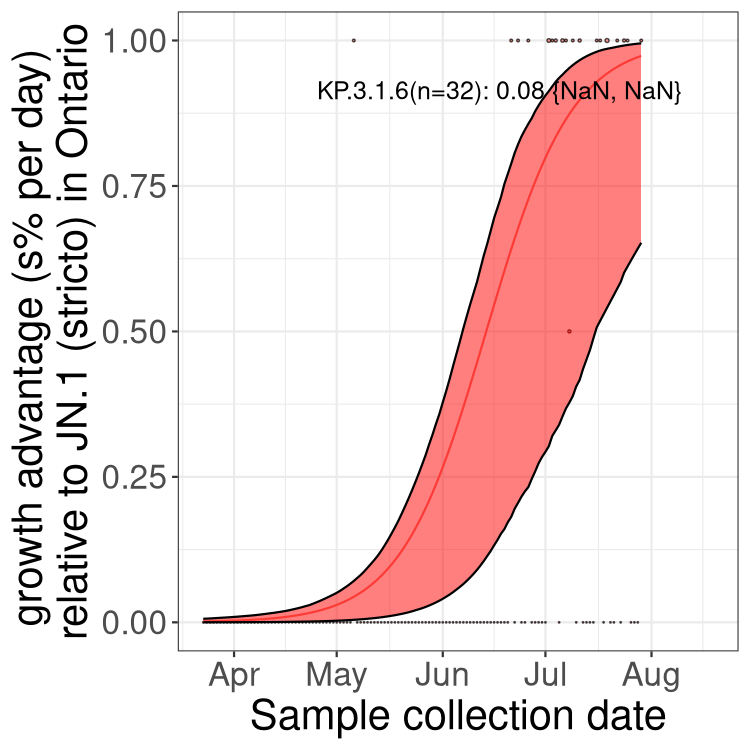 growth advantage (s% per day)
relative to JN.1 (stricto) in Ontario
1.00
0.75
0.50
0.25
0.00
KP.3.1.6(n=32): 0.08 {NaN, NaN}
Apr May Jun Jul Aug
Sample collection date